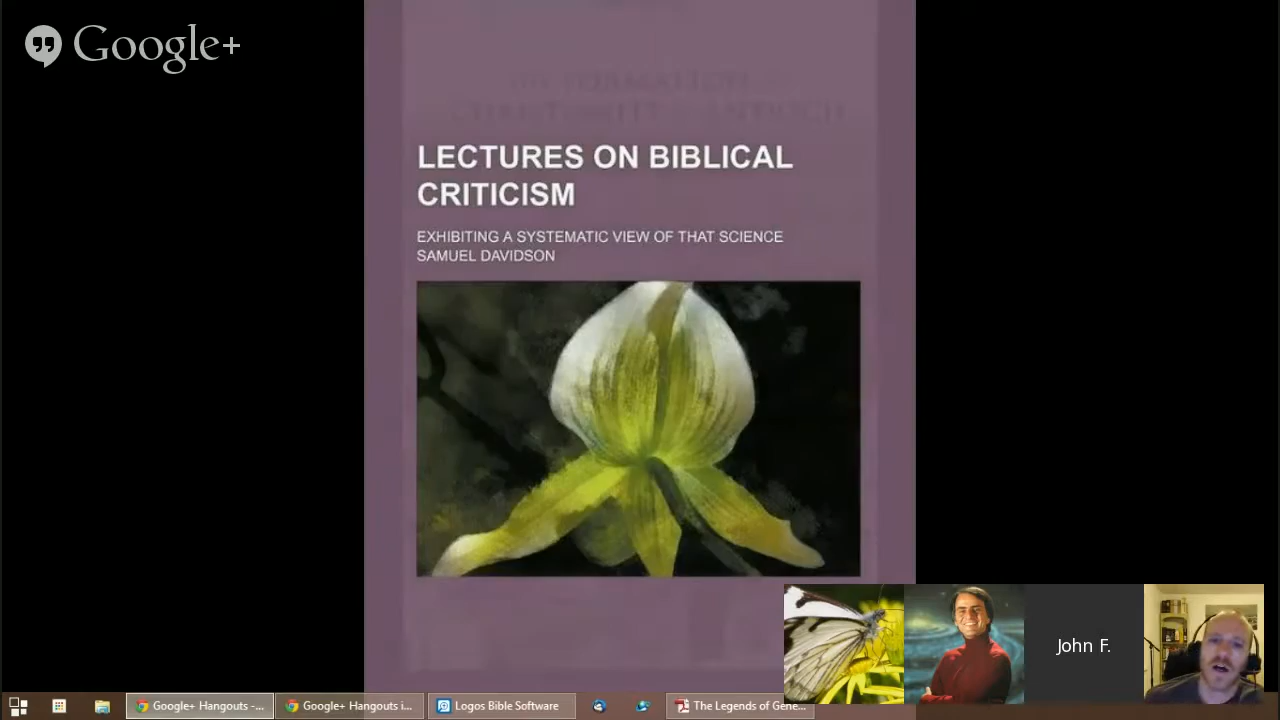 Google+
LECTURES ON BIBLICAL
CRITICISM
EXHIBITING A SYSTEMATIC VIEW OF THAT SCIENCE
SAMUEL DAVIDSON
John F.
Google+ Hangouts -...
Google+ Hangouts i...
Logos Bible Software
The Legends of Gene...